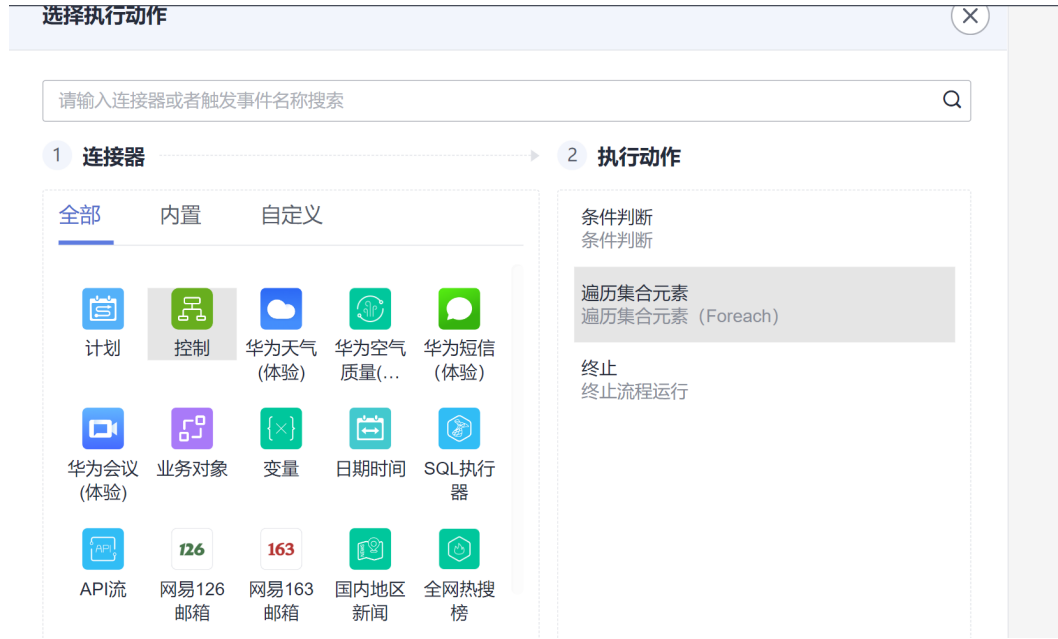 选择执行动作
请输入连接器或者触发事件名称搜索
1 连接器
2 执行动作
全部 内置 自定义
计划 控制 华为天气 华为空气 华为短信
(体验) 质量(... (体验)
{×}
华为会议 业务对象 变量 日期时间 SQL执行
(体验) 器
API 126 163
API流 网易126 网易163 国内地区 全网热搜
邮箱 邮箱 新闻 榜
条件判断
条件判断
遍历集合元素
遍历集合元素（Foreach）
终止
终止流程运行